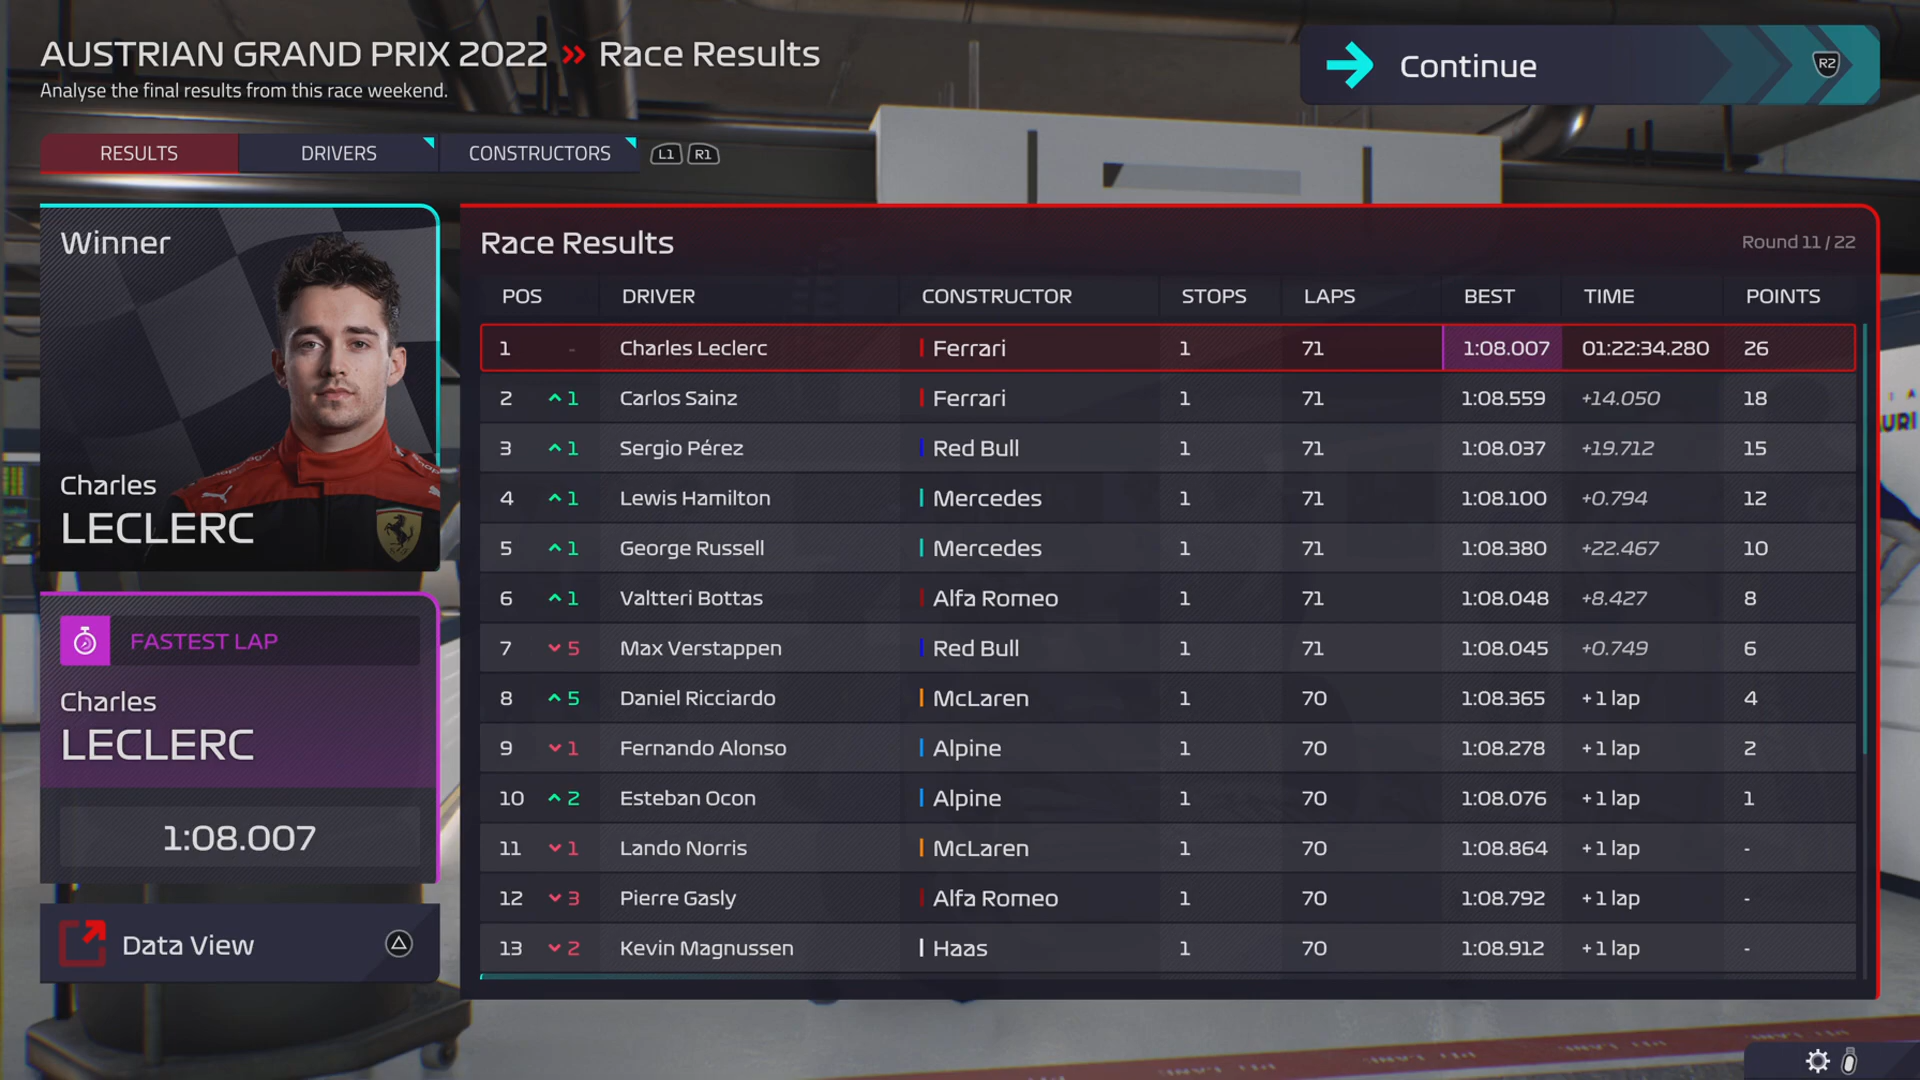 AUSTRIAN GRAND PRIX 2022 » Race Results
Analyse the final results from this race weekend.
Continue R2
RESULTS DRIVERS CONSTRUCTORS L1 R1
Winner
Charles
LECLERC
FASTEST LAP
Charles
LECLERC
1:08.007
Data View
Race Results Round 11 / 22
POS DRIVER CONSTRUCTOR STOPS LAPS BEST TIME POINTS
1 - Charles Leclerc Ferrari 1 71 1:08.007 01:22:34.280 26
2 1 Carlos Sainz Ferrari 1 71 1:08.559 +14.050 18
3 1 Sergio Pérez Red Bull 1 71 1:08.037 +19.712 15
4 1 Lewis Hamilton Mercedes 1 71 1:08.100 +0.794 12
5 1 George Russell Mercedes 1 71 1:08.380 +22.467 10
6 1 Valtteri Bottas Alfa Romeo 1 71 1:08.048 +8.427 8
7 5 Max Verstappen Red Bull 1 71 1:08.045 +0.749 6
8 5 Daniel Ricciardo McLaren 1 70 1:08.365 + 1 lap 4
9 1 Fernando Alonso Alpine 1 70 1:08.278 + 1 lap 2
10 2 Esteban Ocon Alpine 1 70 1:08.076 + 1 lap 1
11 1 Lando Norris McLaren 1 70 1:08.864 + 1 lap -
12 3 Pierre Gasly Alfa Romeo 1 70 1:08.792 + 1 lap -
13 2 Kevin Magnussen Haas 1 70 1:08.912 + 1 lap -